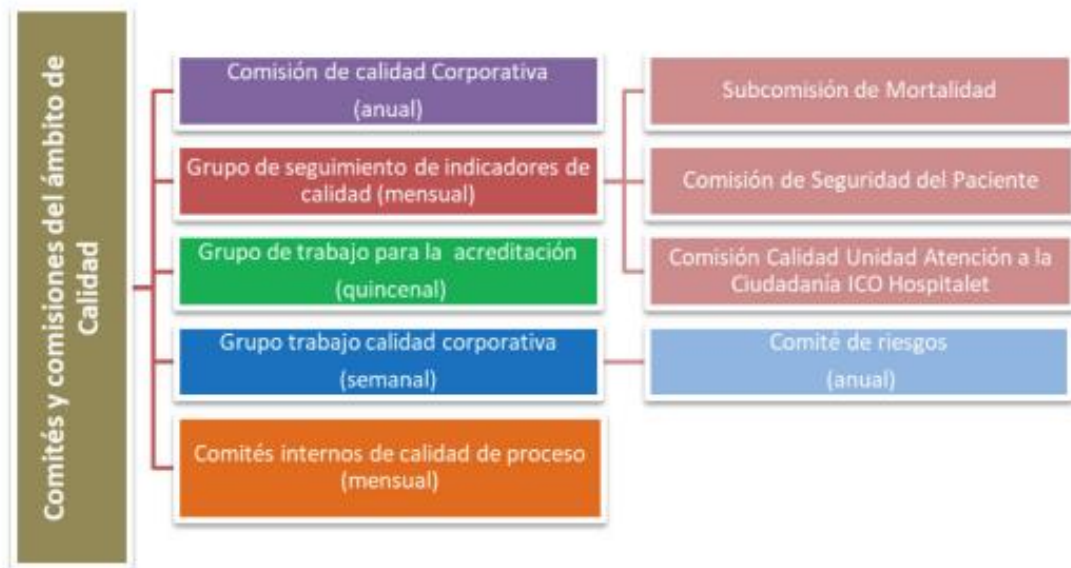 Comités y comisiones del ámbito de
Calidad
Comisión de calidad Corporativa
(anual)
Grupo de seguimiento de indicadores de
calidad (mensual)
Grupo de trabajo para la acreditación
(quincenal)
Grupo trabajo calidad corporativa
(semanal)
Comités internos de calidad de proceso
(mensual)
Subcomisión de Mortalidad
Comisión de Seguridad del Paciente
Comisión Calidad Unidad Atención a la
Ciudadanía ICO Hospitalet
Comité de riesgos
(anual)